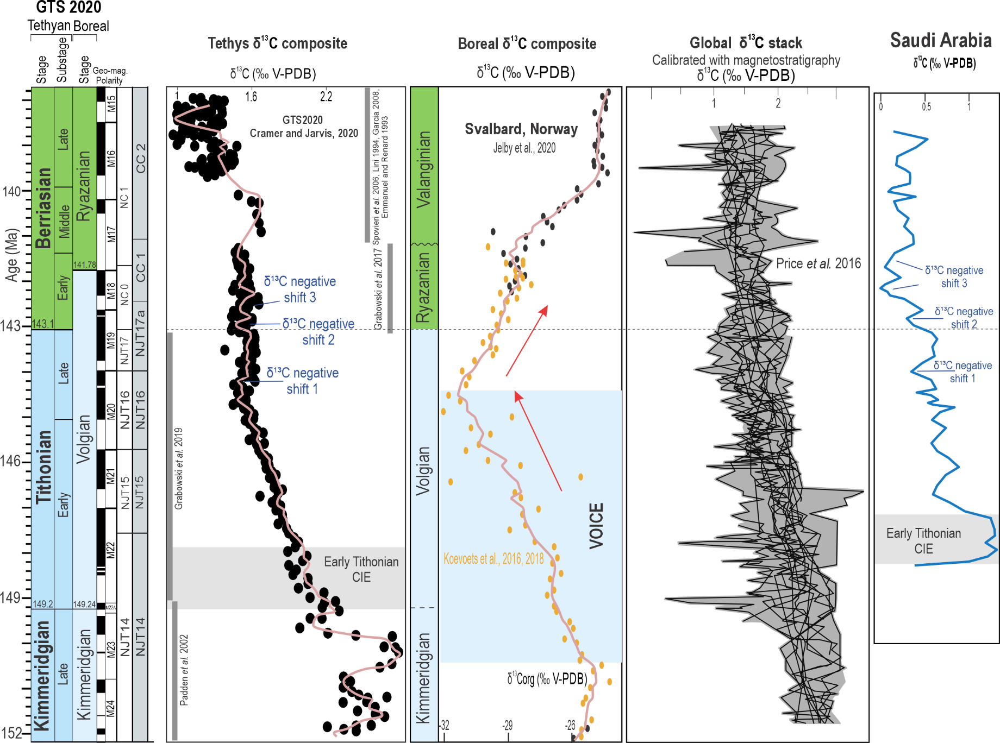 GTS 2020
Tethyan Boreal
Stage
Substage
Stage
Geo-mag.
Polarity
Age (Ma)
140
143
146
149
152
Berriasian
Late
Middle
Early
143.1
Ryazanian
141.78
Tithonian
Late
Early
149.2
Volgian
149.24
Kimmeridgian
Late
Kimmeridgian
M15
M16
M17
M18
M19
M20
M21
M22
M22A
M23
M24
NC 1
NC 0
NJT17
NJT16
NJT15
NJT14
CC 2
CC 1
NJT17a
NJT16
NJT15
NJT14
Tethys δ¹³C composite
δ¹³C (‰ V-PDB)
1 1.6 2.2
GTS2020
Cramer and Jarvis, 2020
Spovieri et al. 2006, Lini 1994, Garcia 2008,
Emmanuel and Renard 1993
Grabowski et al. 2017
δ¹³C negative
shift 3
δ¹³C negative
shift 2
δ¹³C negative
shift 1
Grabowski et al. 2019
Early Tithonian
CIE
Padden et al. 2002
Boreal δ¹³C composite
δ¹³C (‰ V-PDB)
Valanginian
Ryazanian
Volgian
Kimmeridgian
Svalbard, Norway
Jelby et al., 2020
VOICE
Koevoets et al., 2016, 2018
δ¹³Corg (‰ V-PDB)
-32 -29 -26
Global δ¹³C stack
Calibrated with magnetostratigraphy
δ¹³C (‰ V-PDB)
1 2
Price et al. 2016
Saudi Arabia
δ¹³C (‰ V-PDB)
0 0.5 1
δ¹³C negative
shift 3
δ¹³C negative
shift 2
δ¹³C negative
shift 1
Early Tithonian
CIE